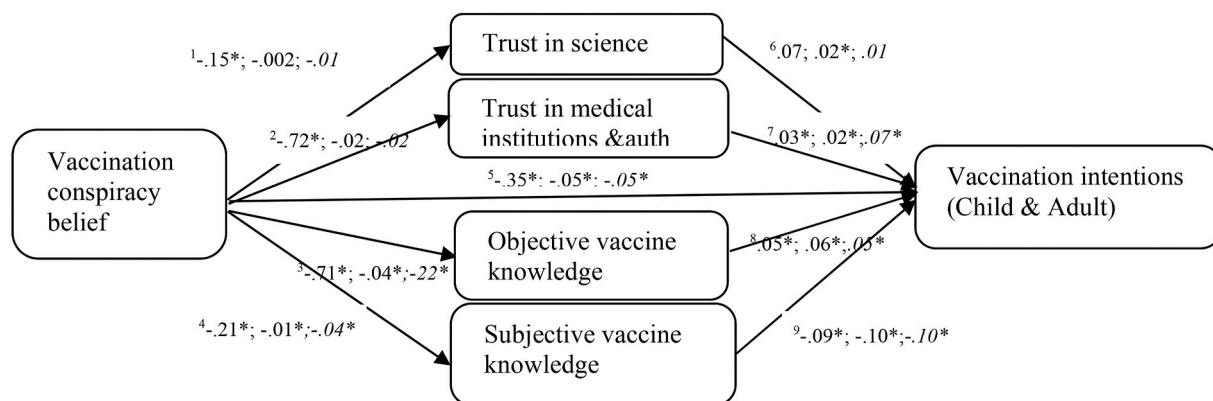 Trust in science
1-.15*; -.002; -.01
6.07; .02*; .01
Trust in medical
institutions &auth
2-.72*; -.02; -.02
7.03*; .02*;.07*
Vaccination
conspiracy
belief
5-.35*; -.05*; -.05*
Vaccination intentions
(Child & Adult)
Objective vaccine
knowledge
8.05*; .06*;.05*
3-.71*; -.04*;-22*
4-.21*; -.01*;-.04*
Subjective vaccine
knowledge
9-.09*; -.10*;-.10*